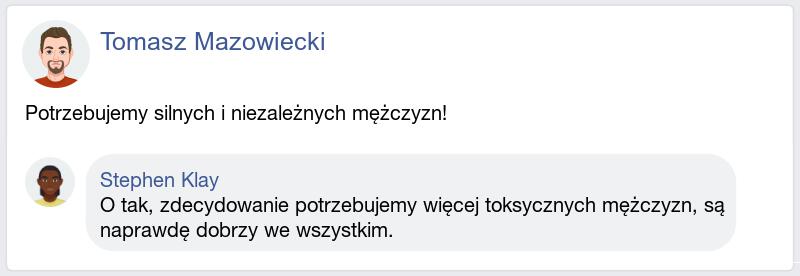 Tomasz Mazowiecki
Potrzebujemy silnych i niezależnych mężczyzn!
Stephen Klay
O tak, zdecydowanie potrzebujemy więcej toksycznych mężczyzn, są
naprawdę dobrzy we wszystkim.